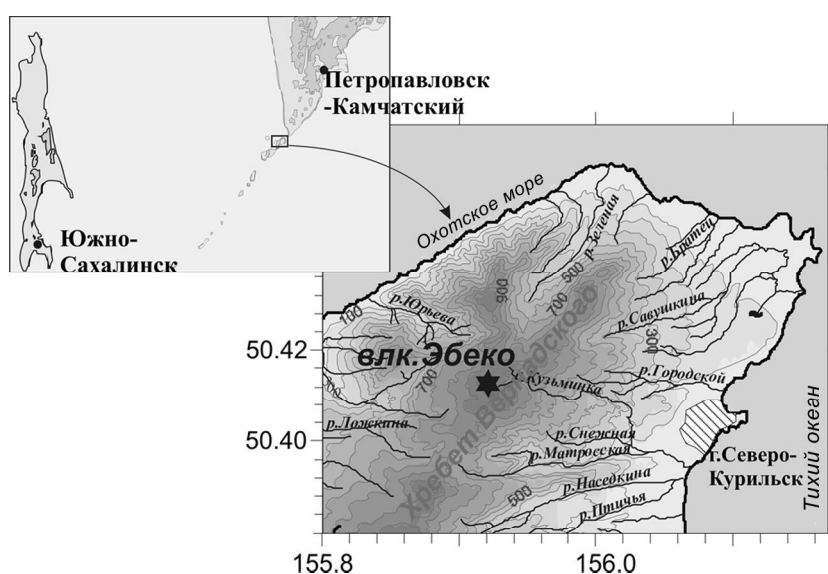 Петропавловск
-Камчатский
Южно-
Сахалинск
Охотское море
р.Зеленая
р.Братец
500
900
700
р.Юрьева
100
р.Савушкина
300
50.42
влк.Эбеко
700
р.Кузьминка
р.Городской
Хребет Вернадского
р.Ложкина
50.40
р.Снежная
р.Матросская
г.Северо-
Курильск
Тихий океан
р.Наседкина
500
р.Птичья
155.8
156.0